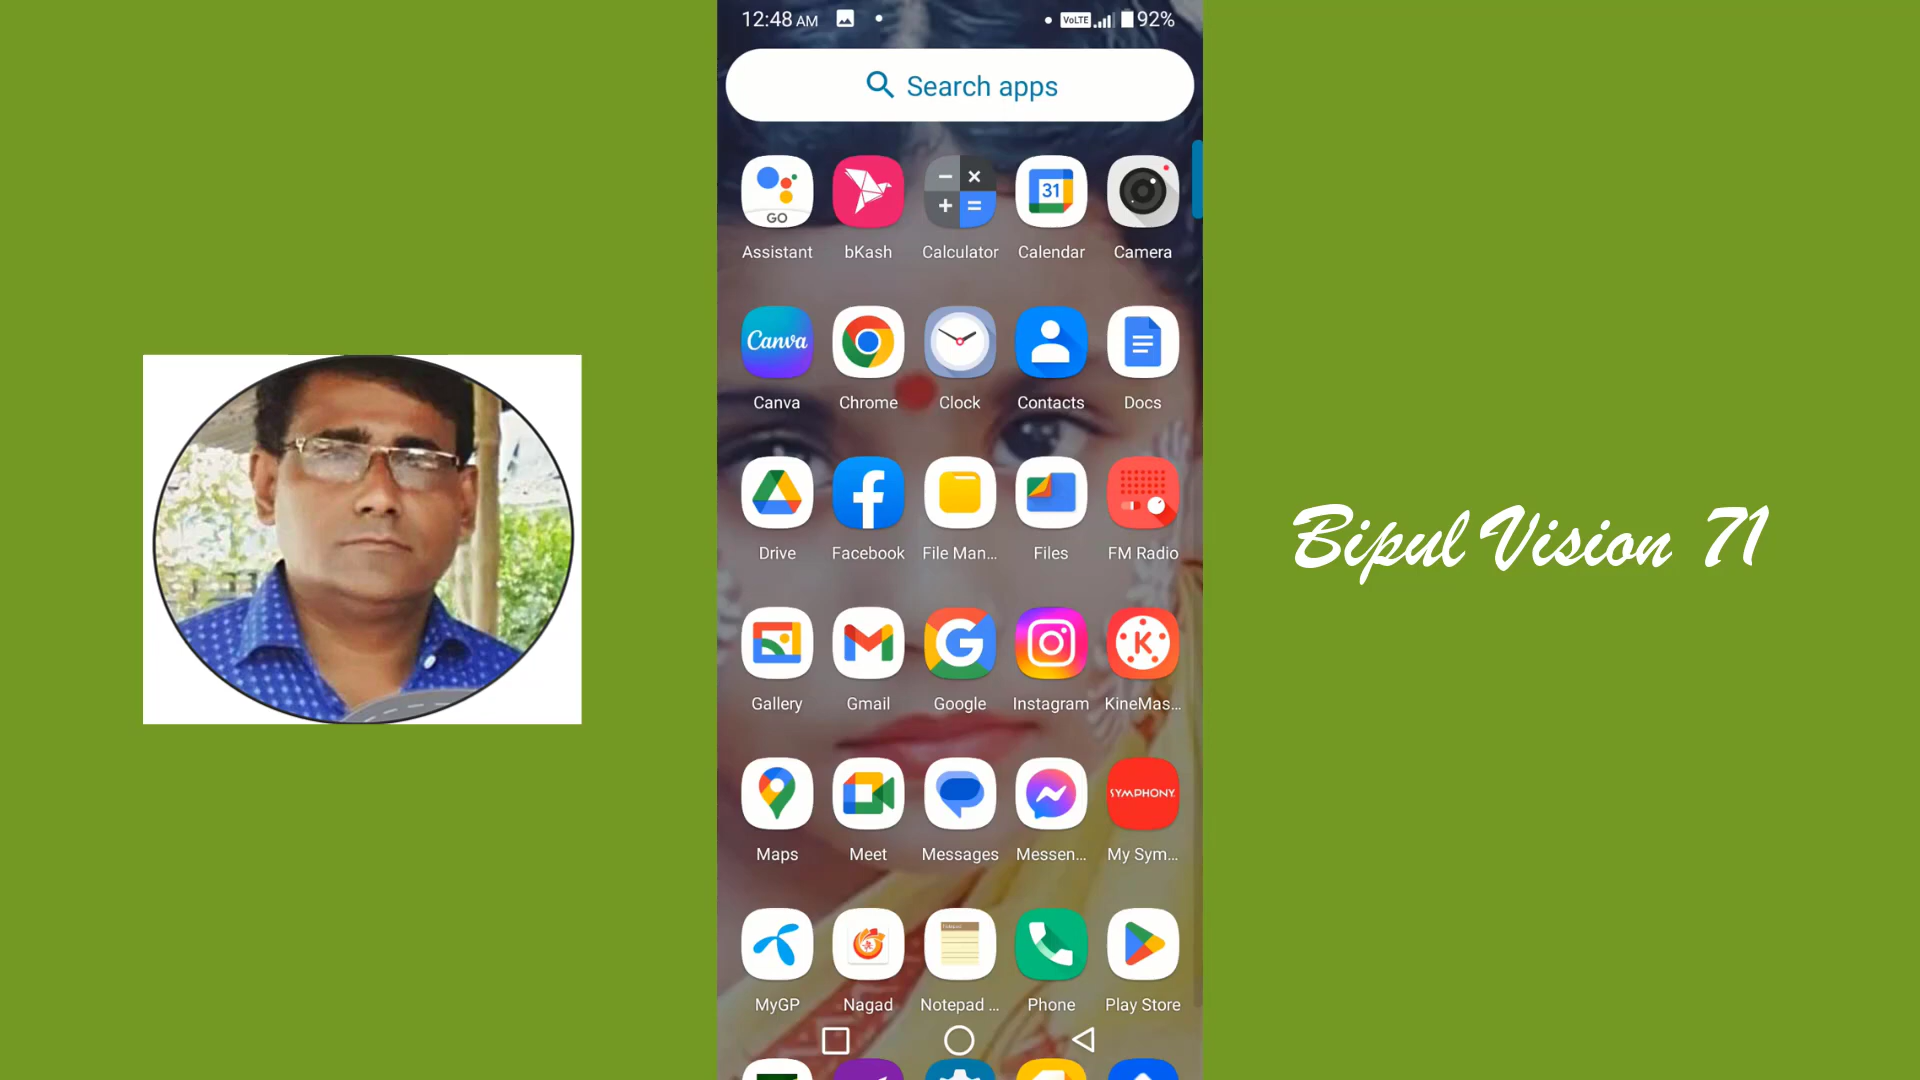 12:48 AM VoLTE 92%
Search apps
31
GO
Assistant bKash Calculator Calendar Camera
Canva
Canva Chrome Clock Contacts Docs
Drive Facebook File Man... Files FM Radio
K
Gallery Gmail Google Instagram KineMas...
SYMPHONY
Maps Meet Messages Messen... My Sym...
MyGP Nagad Notepad ... Phone Play Store
Bipul Vision 71